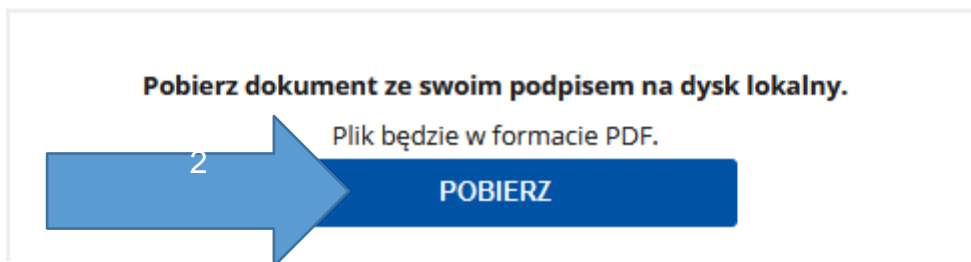 Pobierz dokument ze swoim podpisem na dysk lokalny.
Plik będzie w formacie PDF.
2
POBIERZ